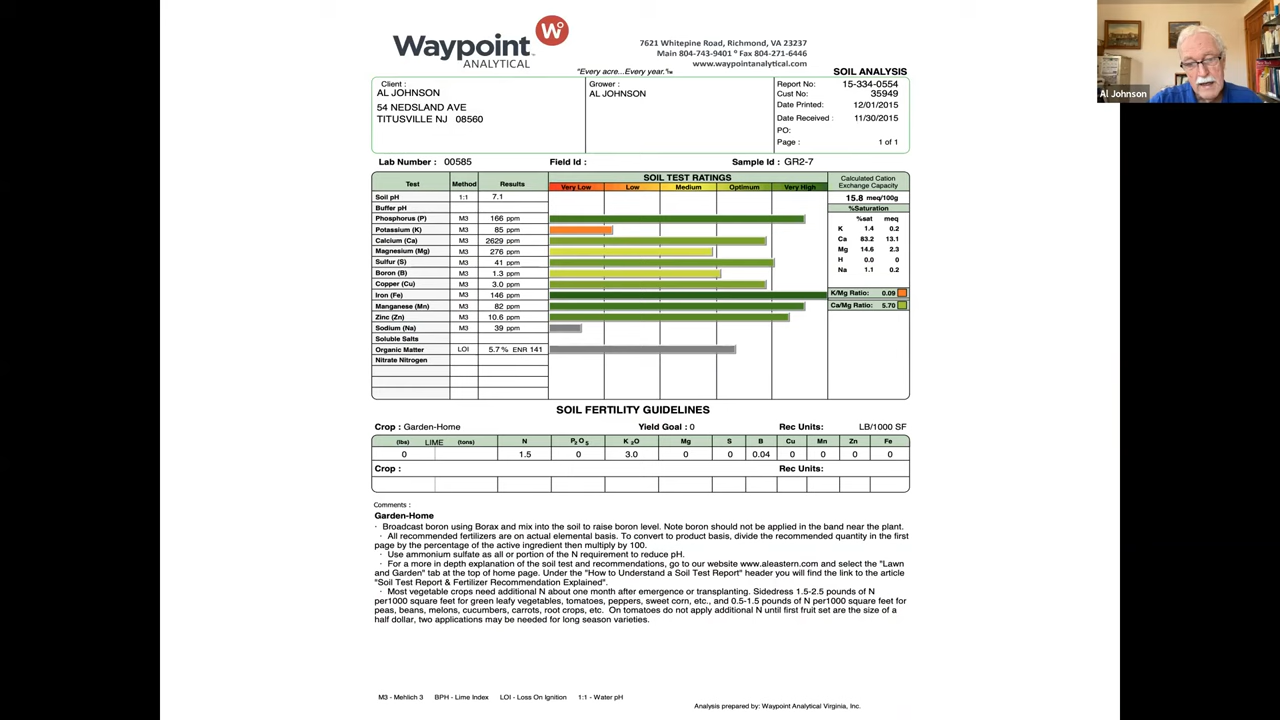 Waypoint
ANALYTICAL
W
7621 Whitepine Road, Richmond, VA 23237
Main 804-743-9401 ° Fax 804-271-6446
www.waypointanalytical.com
"Every acre...Every year."™
SOIL ANALYSIS
Client :
AL JOHNSON
54 NEDSLAND AVE
TITUSVILLE NJ 08560
Grower :
AL JOHNSON
Report No: 15-334-0554
Cust No: 35949
Date Printed: 12/01/2015
Date Received : 11/30/2015
PO:
Page : 1 of 1
Al Johnson
Lab Number : 00585 Field Id : Sample Id : GR2-7
SOIL TEST RATINGS
Test Method Results Very Low Low Medium Optimum Very High
Calculated Cation
Exchange Capacity
15.8 meq/100g
%Saturation
%sat meq
K 1.4 0.2
Ca 83.2 13.1
Mg 14.6 2.3
H 0.0 0
Na 1.1 0.2
K/Mg Ratio: 0.09
Ca/Mg Ratio: 5.70
Soil pH 1:1 7.1
Buffer pH
Phosphorus (P) M3 166 ppm
Potassium (K) M3 85 ppm
Calcium (Ca) M3 2629 ppm
Magnesium (Mg) M3 276 ppm
Sulfur (S) M3 41 ppm
Boron (B) M3 1.3 ppm
Copper (Cu) M3 3.0 ppm
Iron (Fe) M3 146 ppm
Manganese (Mn) M3 82 ppm
Zinc (Zn) M3 10.6 ppm
Sodium (Na) M3 39 ppm
Soluble Salts
Organic Matter LOI 5.7 % ENR 141
Nitrate Nitrogen
SOIL FERTILITY GUIDELINES
Crop : Garden-Home Yield Goal : 0 Rec Units: LB/1000 SF
(lbs) LIME (tons) N P2O5 K2O Mg S B Cu Mn Zn Fe
0 1.5 0 3.0 0 0 0.04 0 0 0 0
Crop : Rec Units:
Comments :
Garden-Home
· Broadcast boron using Borax and mix into the soil to raise boron level. Note boron should not be applied in the band near the plant.
· All recommended fertilizers are on actual elemental basis. To convert to product basis, divide the recommended quantity in the first
page by the percentage of the active ingredient then multiply by 100.
· Use ammonium sulfate as all or portion of the N requirement to reduce pH.
· For a more in depth explanation of the soil test and recommendations, go to our website www.aleastern.com and select the "Lawn
and Garden" tab at the top of home page. Under the "How to Understand a Soil Test Report" header you will find the link to the article
"Soil Test Report & Fertilizer Recommendation Explained".
· Most vegetable crops need additional N about one month after emergence or transplanting. Sidedress 1.5-2.5 pounds of N
per1000 square feet for green leafy vegetables, tomatoes, peppers, sweet corn, etc., and 0.5-1.5 pounds of N per1000 square feet for
peas, beans, melons, cucumbers, carrots, root crops, etc. On tomatoes do not apply additional N until first fruit set are the size of a
half dollar, two applications may be needed for long season varieties.
M3 - Mehlich 3 BPH - Lime Index LOI - Loss On Ignition 1:1 - Water pH
Analysis prepared by: Waypoint Analytical Virginia, Inc.